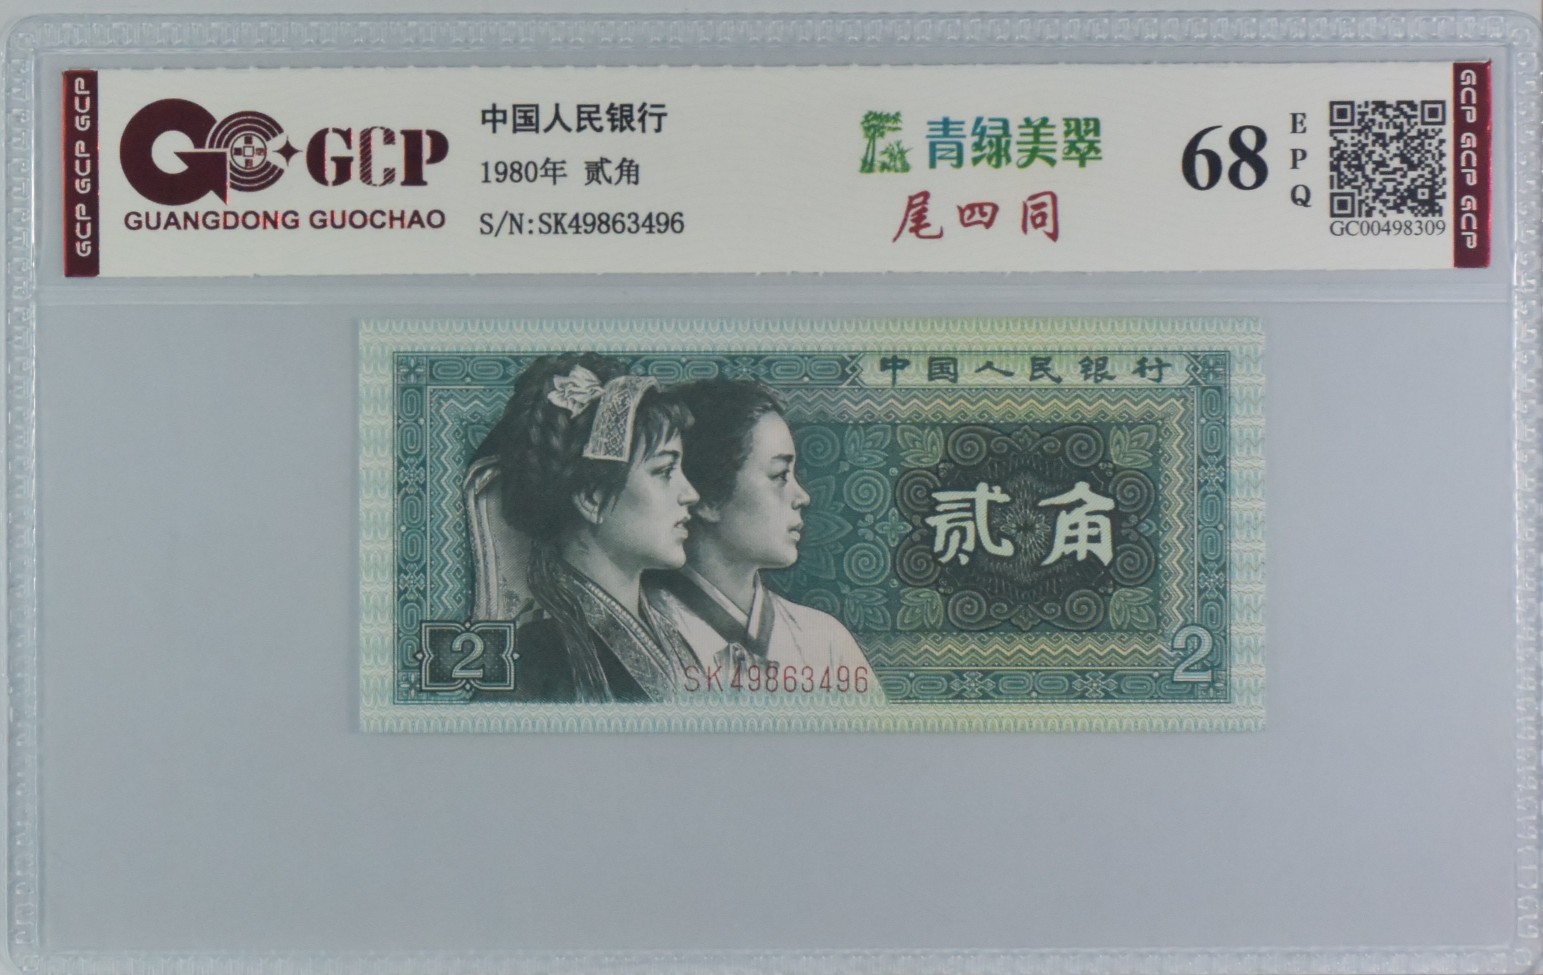 GCP GCP GCP
GCP
GUANGDONG GUOCHAO
中国人民银行
1980年 贰角
S/N:SK49863496
青绿美翠
尾四同
68
E
P
Q
GC00498309
GCP GCP GCP
中国人民银行
贰角
2
SK49863496
2